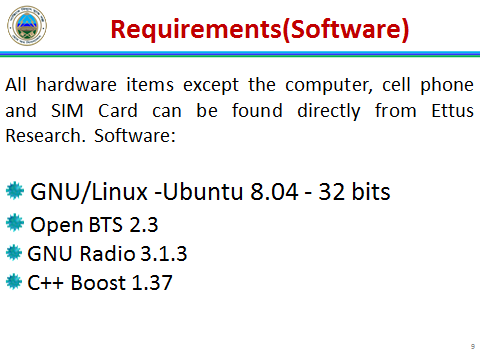 Requirements(Software)
All hardware items except the computer, cell phone
and SIM Card can be found directly from Ettus
Research. Software:
GNU/Linux -Ubuntu 8.04 - 32 bits
Open BTS 2.3
GNU Radio 3.1.3
C++ Boost 1.37
9